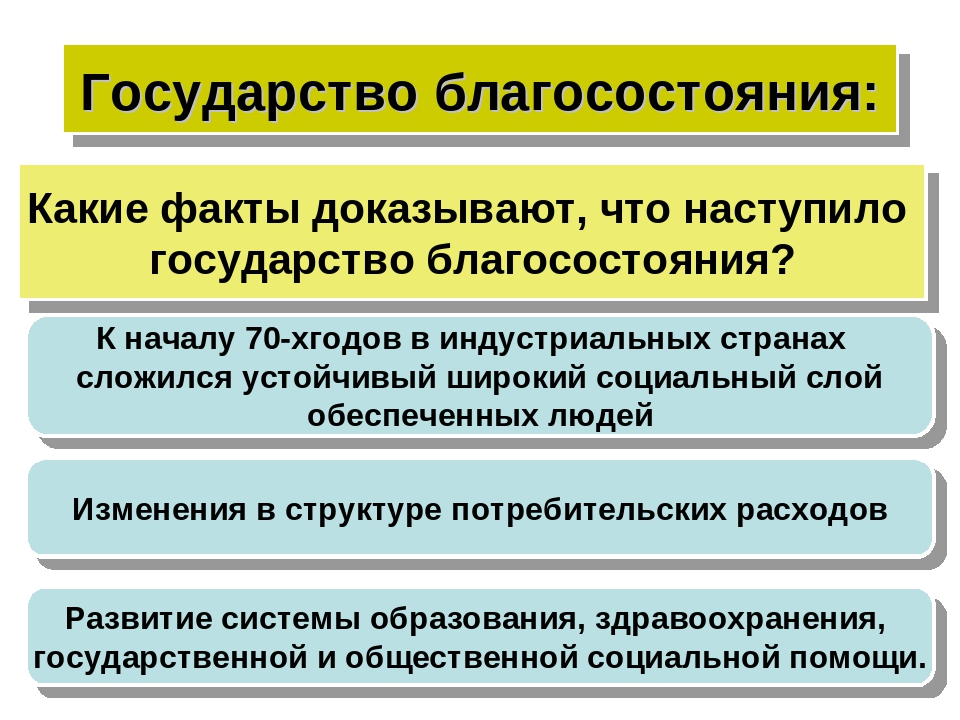 Государство благосостояния:
Какие факты доказывают, что наступило
государство благосостояния?
К началу 70-хгодов в индустриальных странах
сложился устойчивый широкий социальный слой
обеспеченных людей
Изменения в структуре потребительских расходов
Развитие системы образования, здравоохранения,
государственной и общественной социальной помощи.